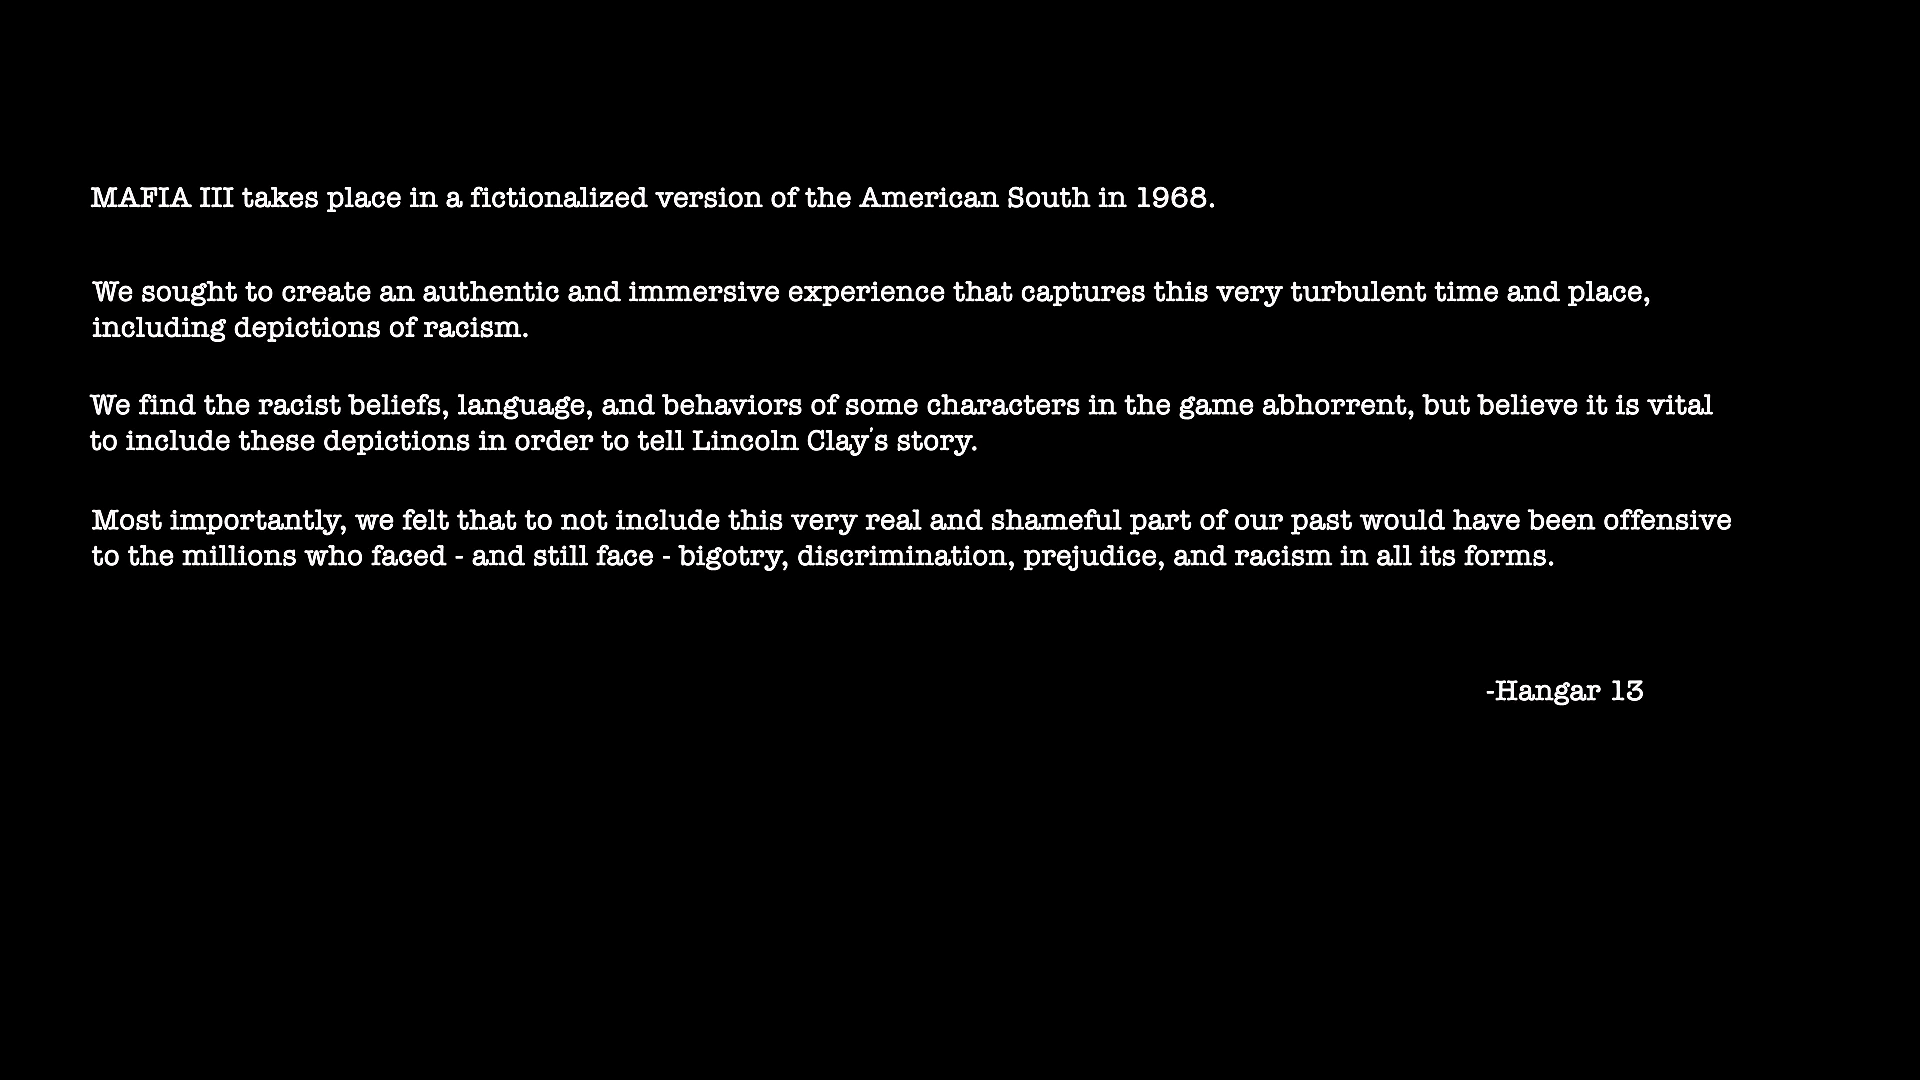 MAFIA III takes place in a fictionalized version of the American South in 1968.
We sought to create an authentic and immersive experience that captures this very turbulent time and place,
including depictions of racism.
We find the racist beliefs, language, and behaviors of some characters in the game abhorrent, but believe it is vital
to include these depictions in order to tell Lincoln Clay's story.
Most importantly, we felt that to not include this very real and shameful part of our past would have been offensive
to the millions who faced - and still face - bigotry, discrimination, prejudice, and racism in all its forms.
-Hangar 13